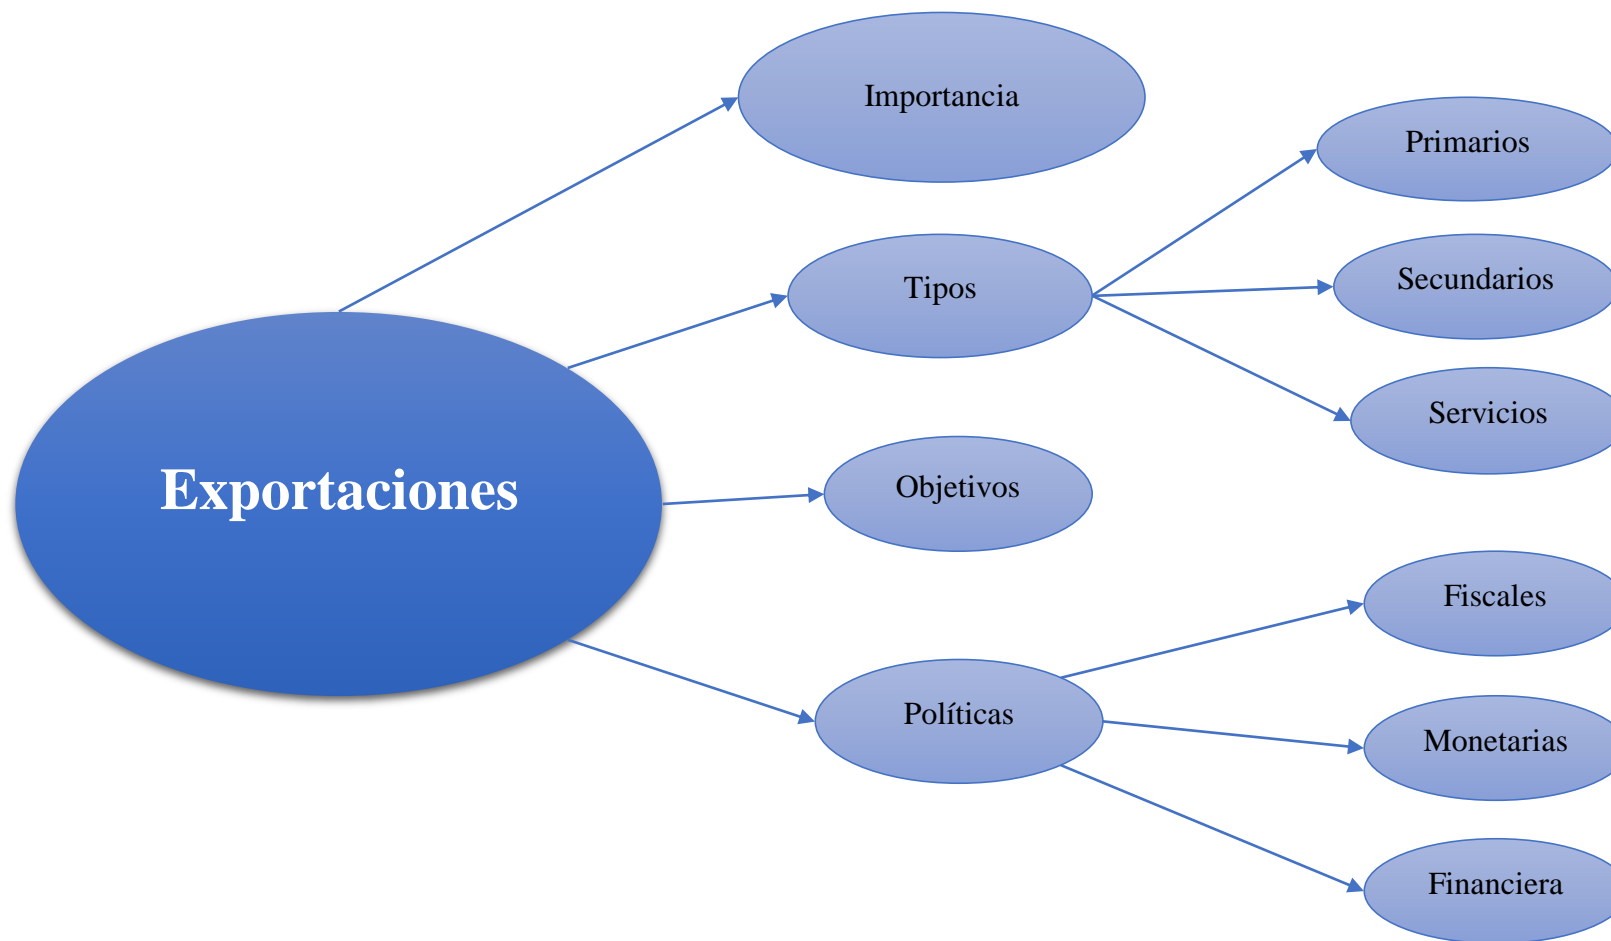 Importancia
Primarios
Tipos
Secundarios
Servicios
Exportaciones
Objetivos
Fiscales
Políticas
Monetarias
Financiera